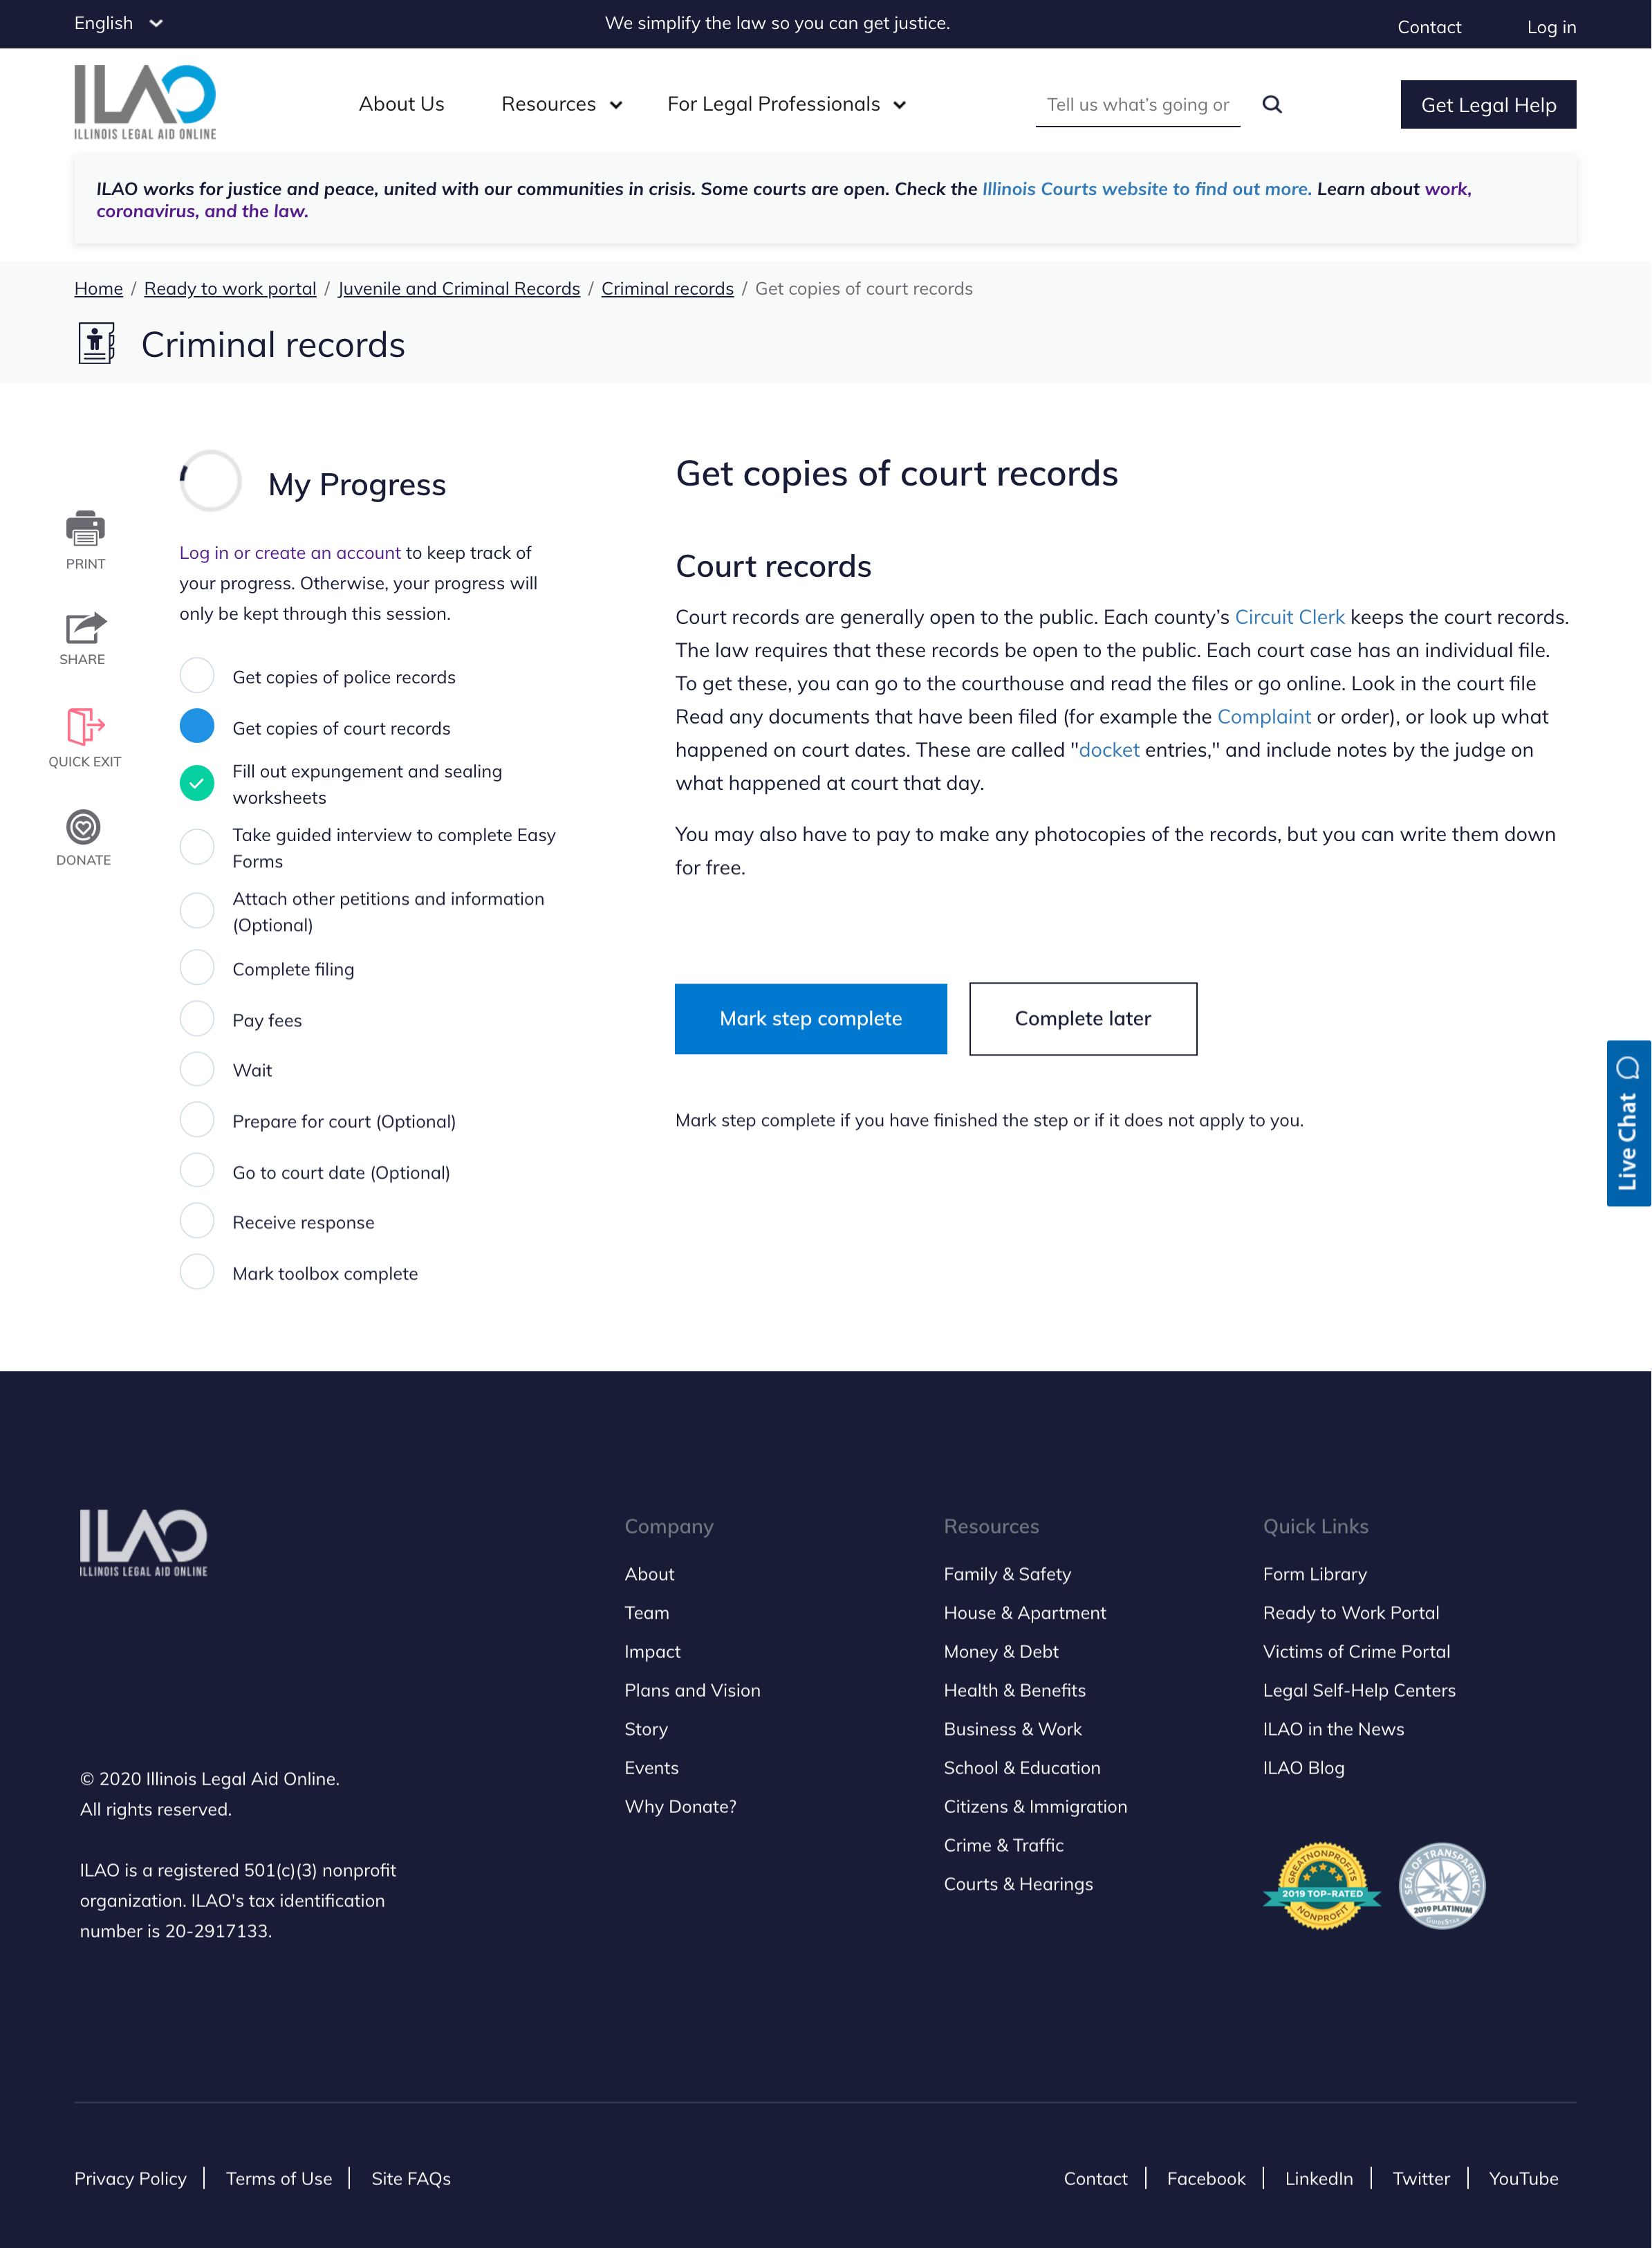 English
We simplify the law so you can get justice.
Contact
Log in
ILAO
ILLINOIS LEGAL AID ONLINE
About Us
Resources
For Legal Professionals
Tell us what's going or
Get Legal Help
ILAO works for justice and peace, united with our communities in crisis. Some courts are open. Check the Illinois Courts website to find out more. Learn about work,
coronavirus, and the law.
Home / Ready to work portal / Juvenile and Criminal Records / Criminal records / Get copies of court records
Criminal records
PRINT
SHARE
QUICK EXIT
DONATE
My Progress
Log in or create an account to keep track of
your progress. Otherwise, your progress will
only be kept through this session.
Get copies of police records
Get copies of court records
Fill out expungement and sealing
worksheets
Take guided interview to complete Easy
Forms
Attach other petitions and information
(Optional)
Complete filing
Pay fees
Wait
Prepare for court (Optional)
Go to court date (Optional)
Receive response
Mark toolbox complete
Get copies of court records
Court records
Court records are generally open to the public. Each county's Circuit Clerk keeps the court records.
The law requires that these records be open to the public. Each court case has an individual file.
To get these, you can go to the courthouse and read the files or go online. Look in the court file
Read any documents that have been filed (for example the Complaint or order), or look up what
happened on court dates. These are called "docket entries," and include notes by the judge on
what happened at court that day.
You may also have to pay to make any photocopies of the records, but you can write them down
for free.
Mark step complete
Complete later
Mark step complete if you have finished the step or if it does not apply to you.
Live Chat
ILAO
ILLINOIS LEGAL AID ONLINE
© 2020 Illinois Legal Aid Online.
All rights reserved.
ILAO is a registered 501(c)(3) nonprofit
organization. ILAO's tax identification
number is 20-2917133.
Company
About
Team
Impact
Plans and Vision
Story
Events
Why Donate?
Resources
Family & Safety
House & Apartment
Money & Debt
Health & Benefits
Business & Work
School & Education
Citizens & Immigration
Crime & Traffic
Courts & Hearings
Quick Links
Form Library
Ready to Work Portal
Victims of Crime Portal
Legal Self-Help Centers
ILAO in the News
ILAO Blog
GREATNONPROFITS
2019 TOP-RATED
NONPROFIT
SEAL OF TRANSPARENCY
2019 PLATINUM
GuideStar
Privacy Policy
Terms of Use
Site FAQs
Contact
Facebook
LinkedIn
Twitter
YouTube